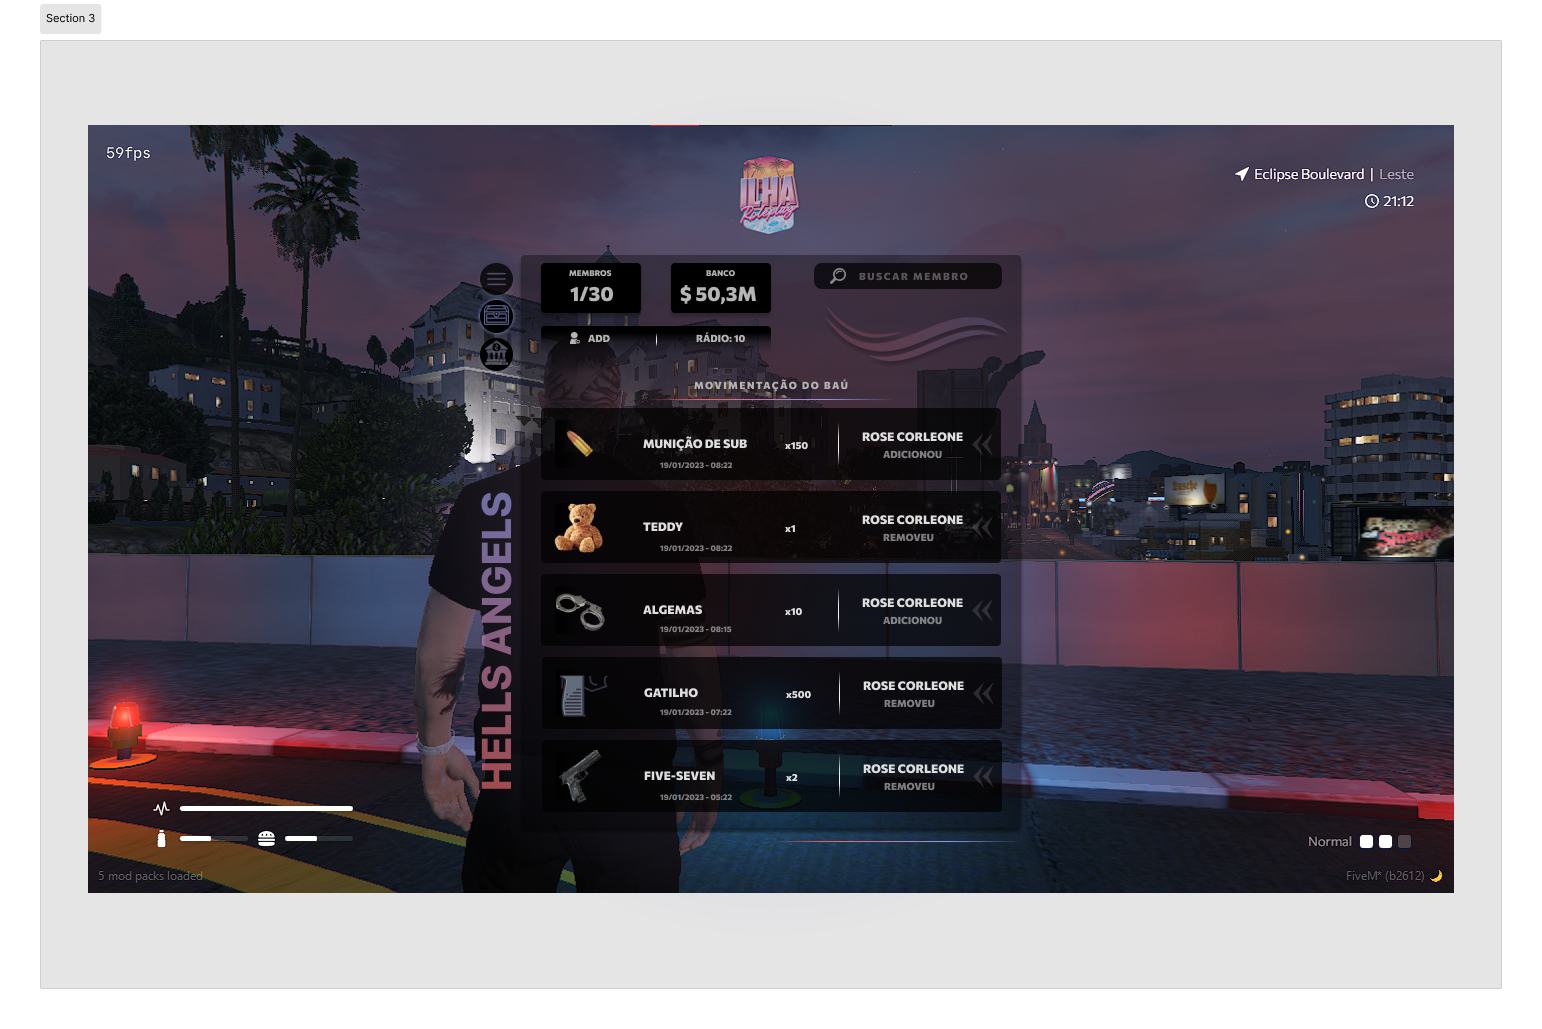 Section 3
59fps
ILHA
Roleplay
Eclipse Boulevard | Leste
21:12
MEMBROS
1/30
BANCO
$ 50,3M
BUSCAR MEMBRO
ADD
RÁDIO: 10
MOVIMENTAÇÃO DO BAÚ
HELLS ANGELS
MUNIÇÃO DE SUB
19/01/2023 - 08:22
x150
ROSE CORLEONE
ADICIONOU
TEDDY
19/01/2023 - 08:22
x1
ROSE CORLEONE
REMOVEU
ALGEMAS
19/01/2023 - 08:15
x10
ROSE CORLEONE
ADICIONOU
GATILHO
19/01/2023 - 07:22
x500
ROSE CORLEONE
REMOVEU
FIVE-SEVEN
19/01/2023 - 05:22
x2
ROSE CORLEONE
REMOVEU
Normal
5 mod packs loaded
FiveM* (b2612)